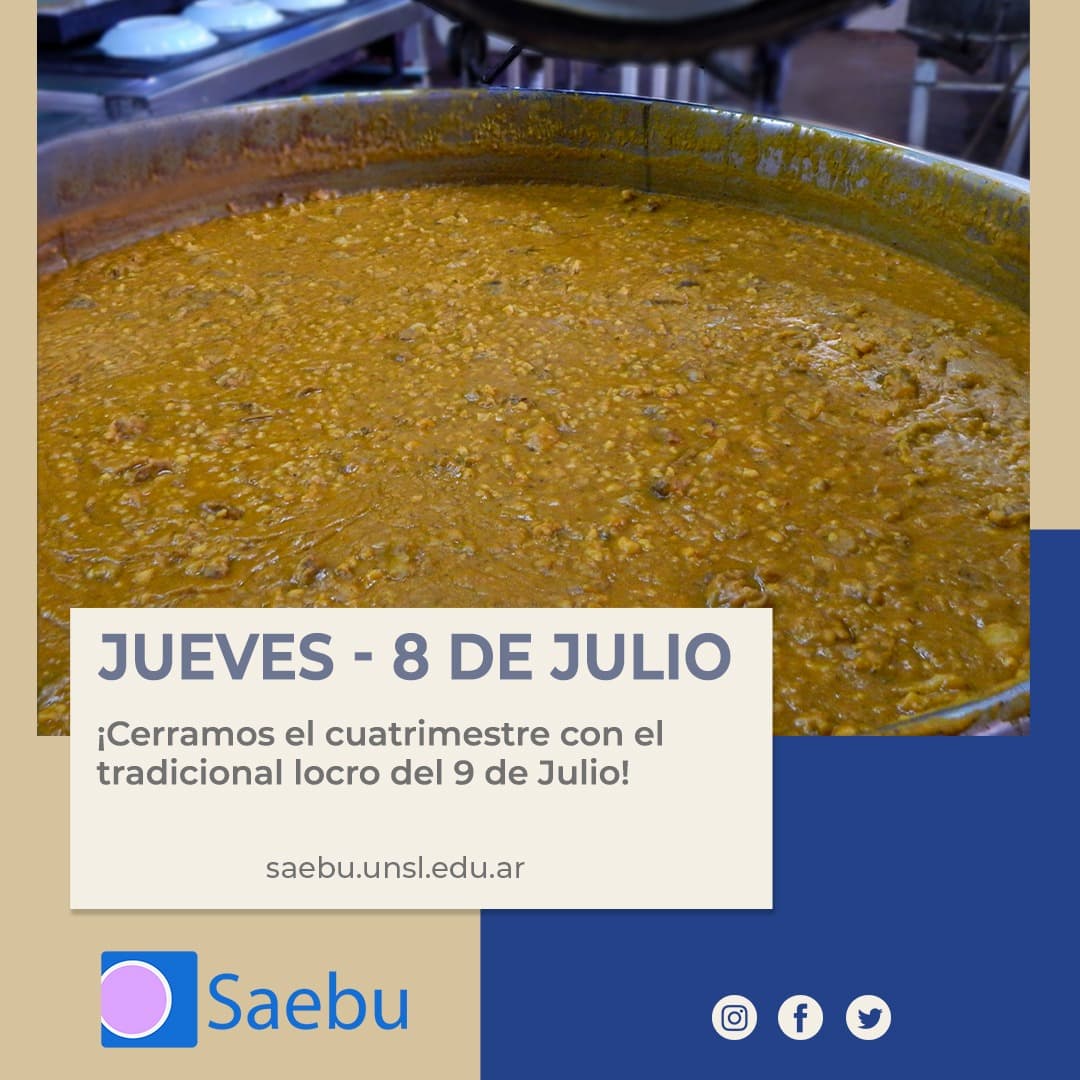 JUEVES - 8 DE JULIO
¡Cerramos el cuatrimestre con el
tradicional locro del 9 de Julio!
saebu.unsl.edu.ar
Saebu